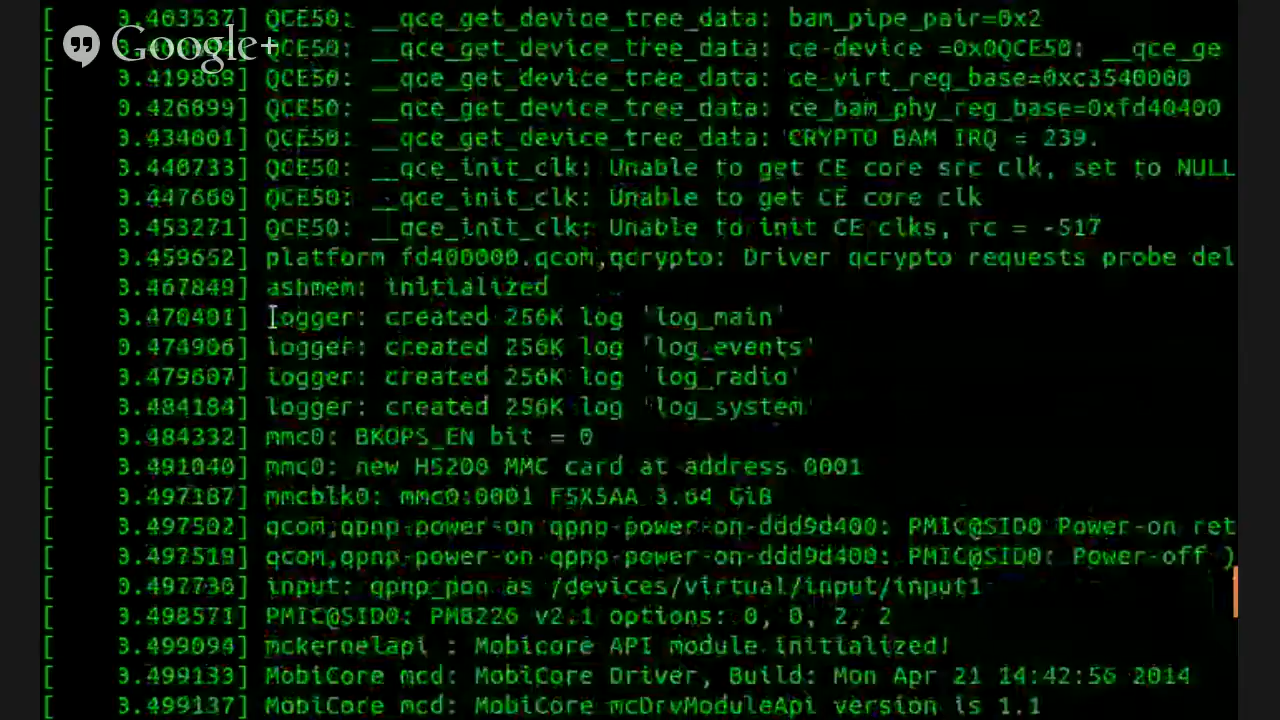 [ 3.403537] QCE50: __qce_get_device_tree_data: bam_pipe_pair=0x2
Google+ QCE50: __qce_get_device_tree_data: ce-device =0x0QCE50: __qce_ge
[ 3.419809] QCE50: __qce_get_device_tree_data: ce_virt_reg_base=0xc3540000
[ 3.426899] QCE50: __qce_get_device_tree_data: ce_bam_phy_reg_base=0xfd40400
[ 3.434001] QCE50: __qce_get_device_tree_data: CRYPTO BAM IRQ = 239.
[ 3.440733] QCE50: __qce_init_clk: Unable to get CE core src clk, set to NULL
[ 3.447660] QCE50: __qce_init_clk: Unable to get CE core clk
[ 3.453271] QCE50: __qce_init_clk: Unable to init CE clks, rc = -517
[ 3.459652] platform fd400000.qcom,qcrypto: Driver qcrypto requests probe del
[ 3.467849] ashmem: initialized
[ 3.470401] logger: created 256K log 'log_main'
[ 3.474906] logger: created 256K log 'log_events'
[ 3.479607] logger: created 256K log 'log_radio'
[ 3.484184] logger: created 256K log 'log_system'
[ 3.484332] mmc0: BKOPS_EN bit = 0
[ 3.491040] mmc0: new HS200 MMC card at address 0001
[ 3.497187] mmcblk0: mmc0:0001 F5X5AA 3.64 GiB
[ 3.497502] qcom,qpnp-power-on qpnp-power-on-ddd9d400: PMIC@SID0 Power-on ret
[ 3.497518] qcom,qpnp-power-on qpnp-power-on-ddd9d400: PMIC@SID0: Power-off )
[ 3.497730] input: qpnp_pon as /devices/virtual/input/input1
[ 3.498571] PMIC@SID0: PM8226 v2.1 options: 0, 0, 2, 2
[ 3.499094] mckernelapi : Mobicore API module initialized!
[ 3.499133] MobiCore mcd: MobiCore Driver, Build: Mon Apr 21 14:42:56 2014
[ 3.499137] MobiCore mcd: MobiCore mcDrvModuleApi version is 1.1